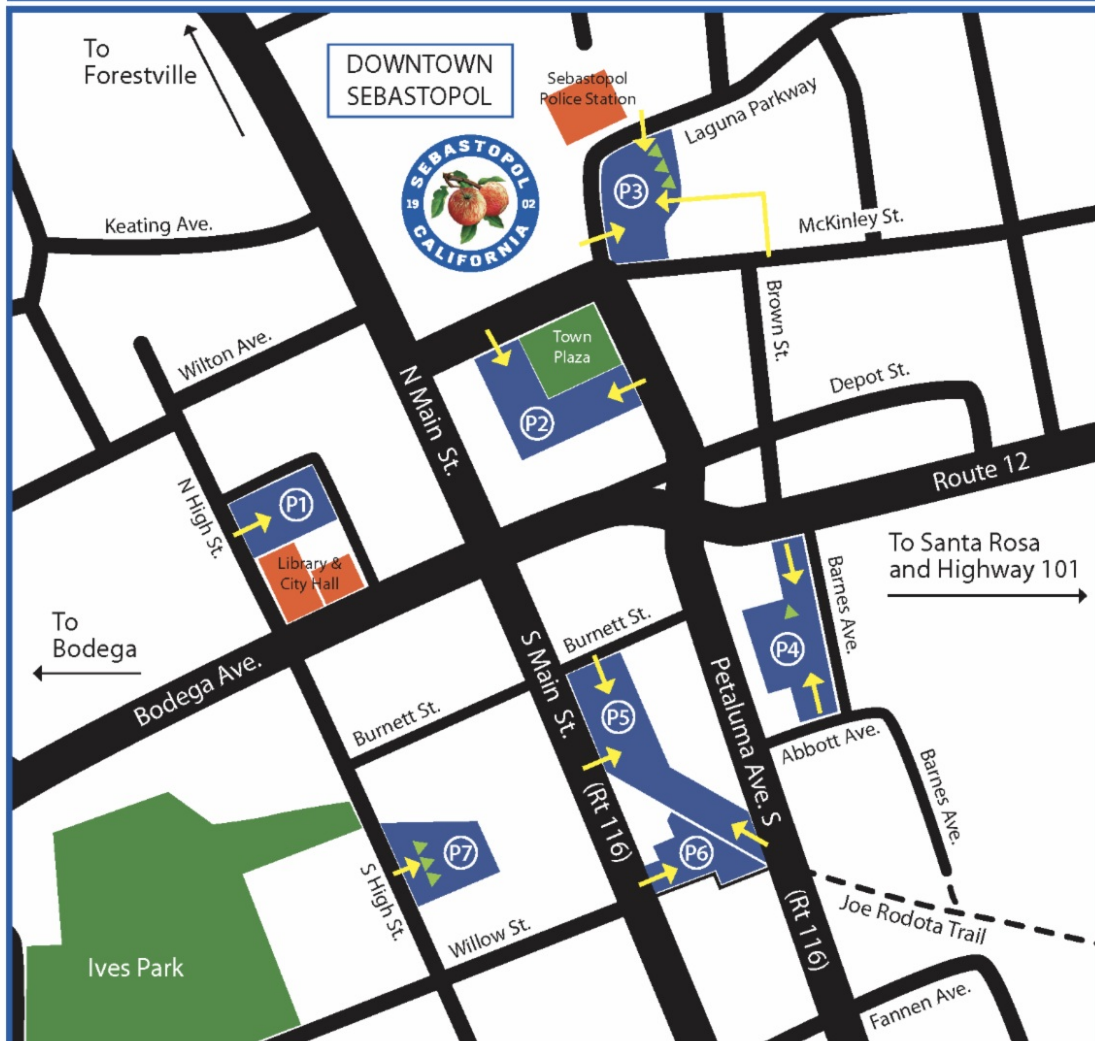 To
Forestville
DOWNTOWN
SEBASTOPOL
Sebastopol
Police Station
Laguna Parkway
SEBASTOPOL
19 02
CALIFORNIA
P3
Keating Ave.
McKinley St.
Wilton Ave.
N Main St.
Town
Plaza
Brown St.
P2
Depot St.
N High St.
P1
Route 12
Library &
City Hall
To Santa Rosa
and Highway 101
Barnes Ave.
To
Bodega
Bodega Ave.
Burnett St.
S Main St.
Petaluma Ave. S
P4
Burnett St.
P5
Abbott Ave.
Barnes Ave.
(Rt 116)
P7
P6
S High St.
(Rt 116)
Joe Rodota Trail
Willow St.
Ives Park
Fannen Ave.